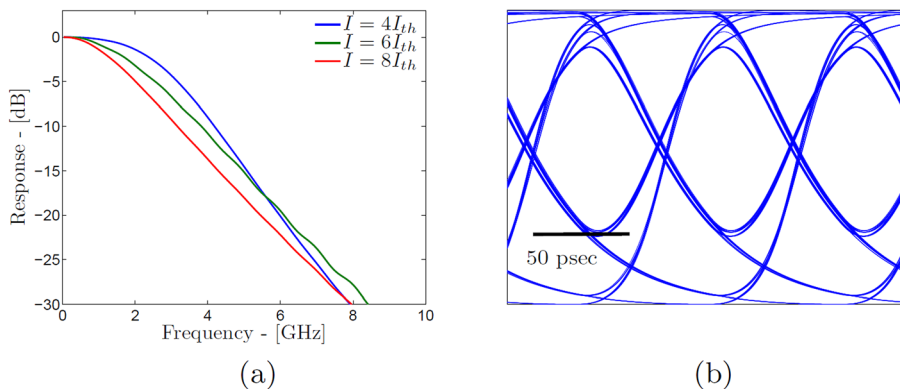 I = 4I_th
I = 6I_th
I = 8I_th
Response - [dB]
0
−5
−10
−15
−20
−25
−30
0
2
4
6
8
10
Frequency - [GHz]
50 psec
(a)
(b)